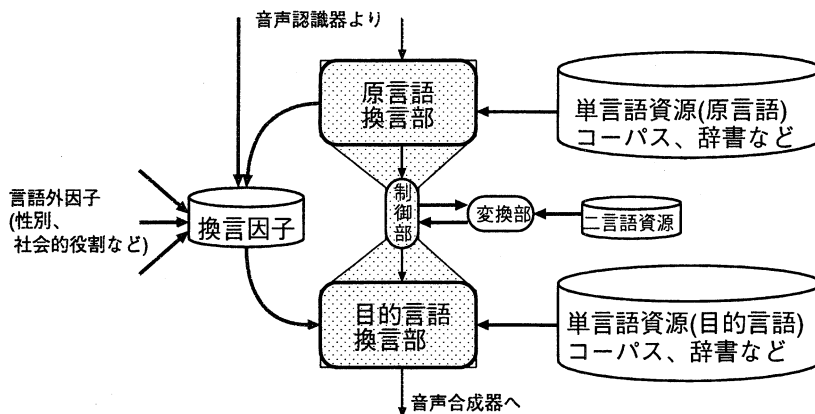 音声認識器より
原言語
換言部
単言語資源(原言語)
コーパス、辞書など
言語外因子
(性別、
社会的役割など)
換言因子
制御部
変換部
二言語資源
目的言語
換言部
単言語資源(目的言語)
コーパス、辞書など
音声合成器へ